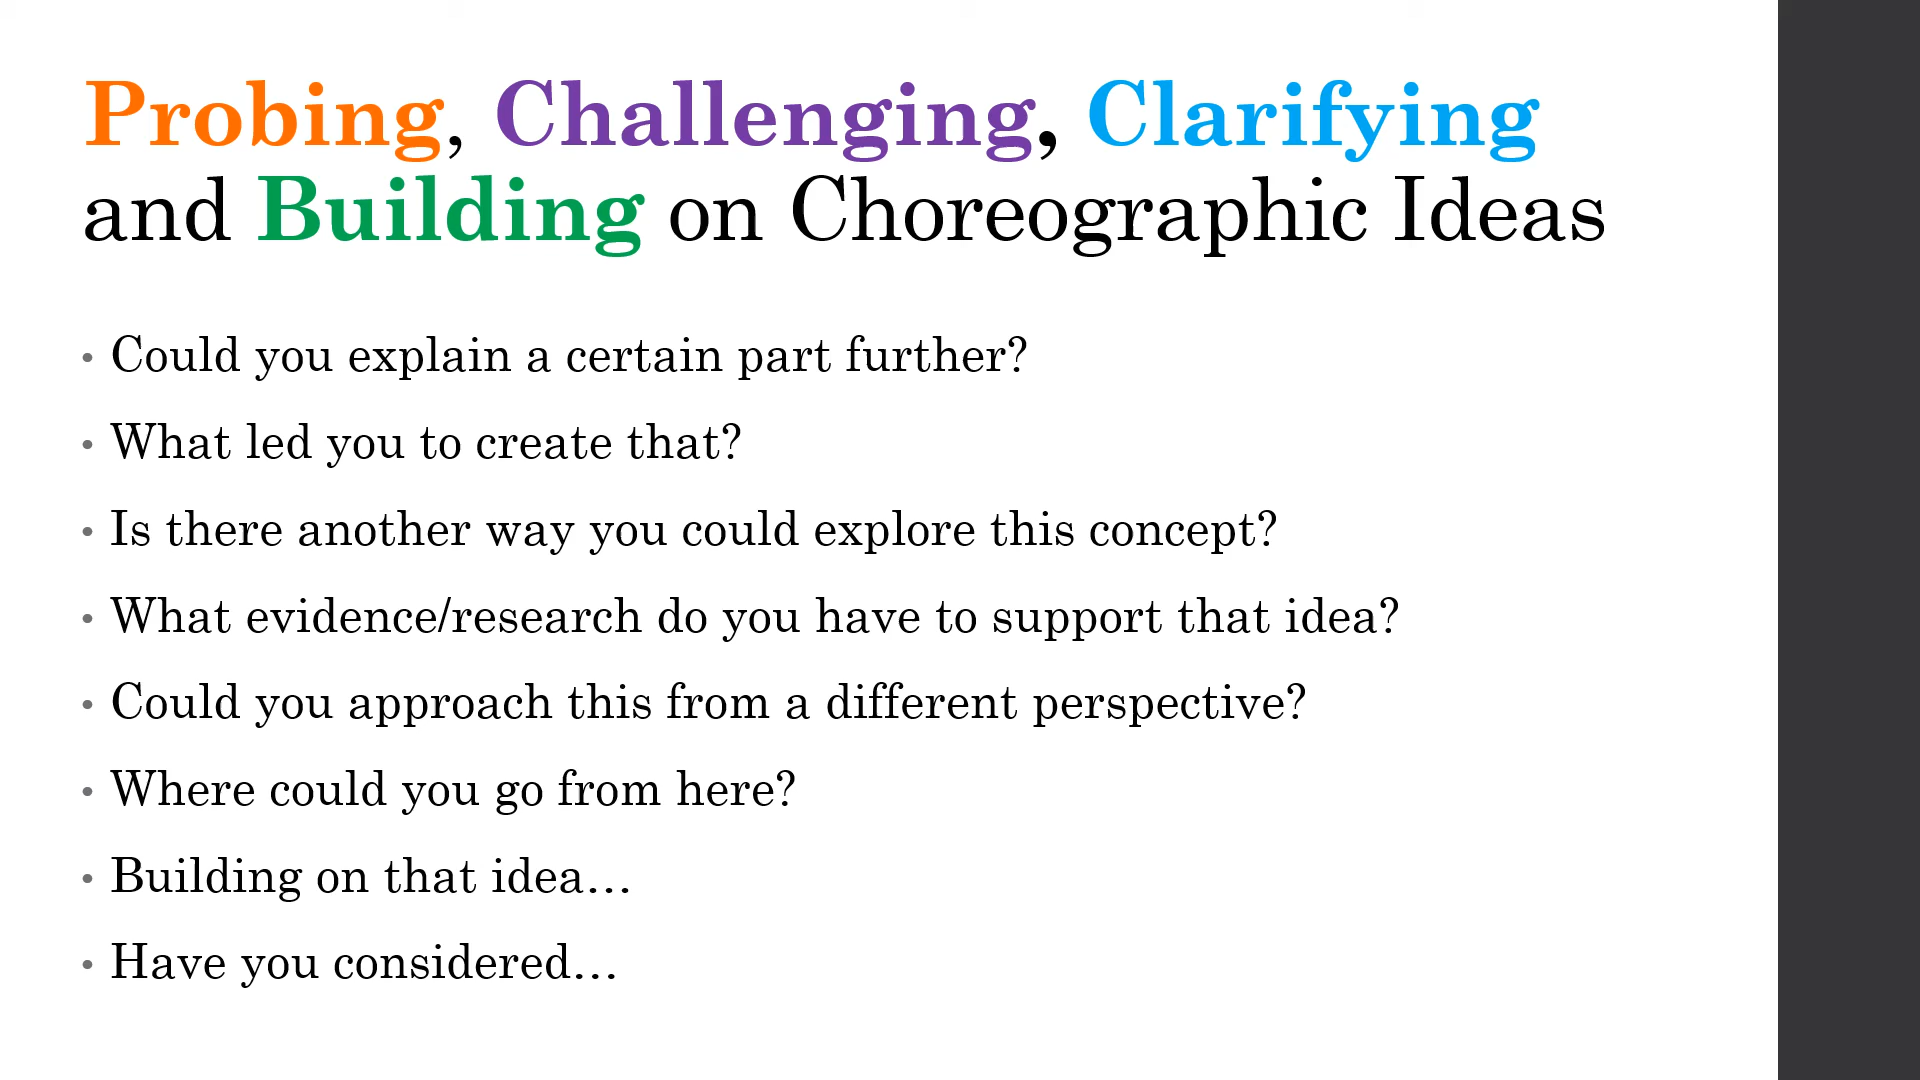 Probing, Challenging, Clarifying
and Building on Choreographic Ideas
• Could you explain a certain part further?
• What led you to create that?
• Is there another way you could explore this concept?
• What evidence/research do you have to support that idea?
• Could you approach this from a different perspective?
• Where could you go from here?
• Building on that idea…
• Have you considered…